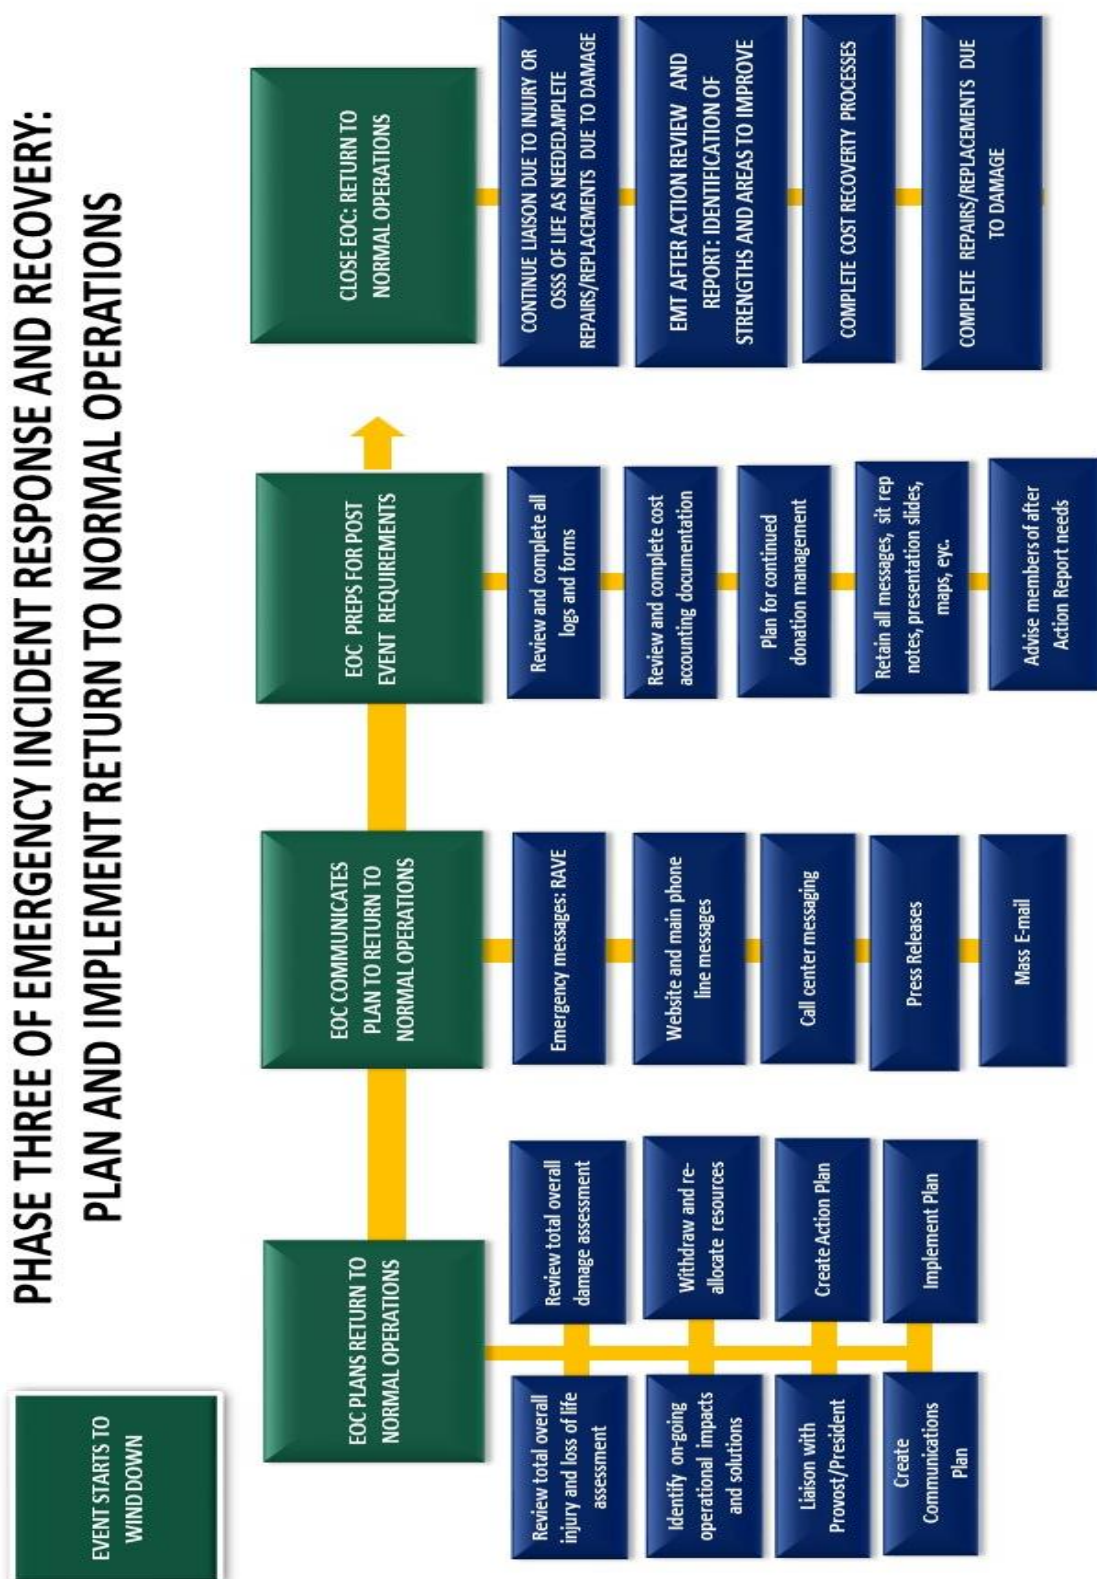 PHASE THREE OF EMERGENCY INCIDENT RESPONSE AND RECOVERY:
PLAN AND IMPLEMENT RETURN TO NORMAL OPERATIONS
EVENT STARTS TO
WIND DOWN
EOC PLANS RETURN TO
NORMAL OPERATIONS
Review total overall
injury and loss of life
assessment
Review total overall
damage assessment
Identify on-going
operational impacts
and solutions
Withdraw and re-
allocate resources
Liaison with
Provost/President
Create Action Plan
Create
Communications
Plan
Implement Plan
EOC COMMUNICATES
PLAN TO RETURN TO
NORMAL OPERATIONS
Emergency messages: RAVE
Website and main phone
line messages
Call center messaging
Press Releases
Mass E-mail
EOC PREPS FOR POST
EVENT REQUIREMENTS
Review and complete all
logs and forms
Review and complete cost
accounting documentation
Plan for continued
donation management
Retain all messages, sit rep
notes, presentation slides,
maps, eyc.
Advise members of after
Action Report needs
CLOSE EOC: RETURN TO
NORMAL OPERATIONS
CONTINUE LIAISON DUE TO INJURY OR
OSSS OF LIFE AS NEEDED.MPLETE
REPAIRS/REPLACEMENTS DUE TO DAMAGE
EMT AFTER ACTION REVIEW AND
REPORT: IDENTIFICATION OF
STRENGTHS AND AREAS TO IMPROVE
COMPLETE COST RECOVERY PROCESSES
COMPLETE REPAIRS/REPLACEMENTS DUE
TO DAMAGE